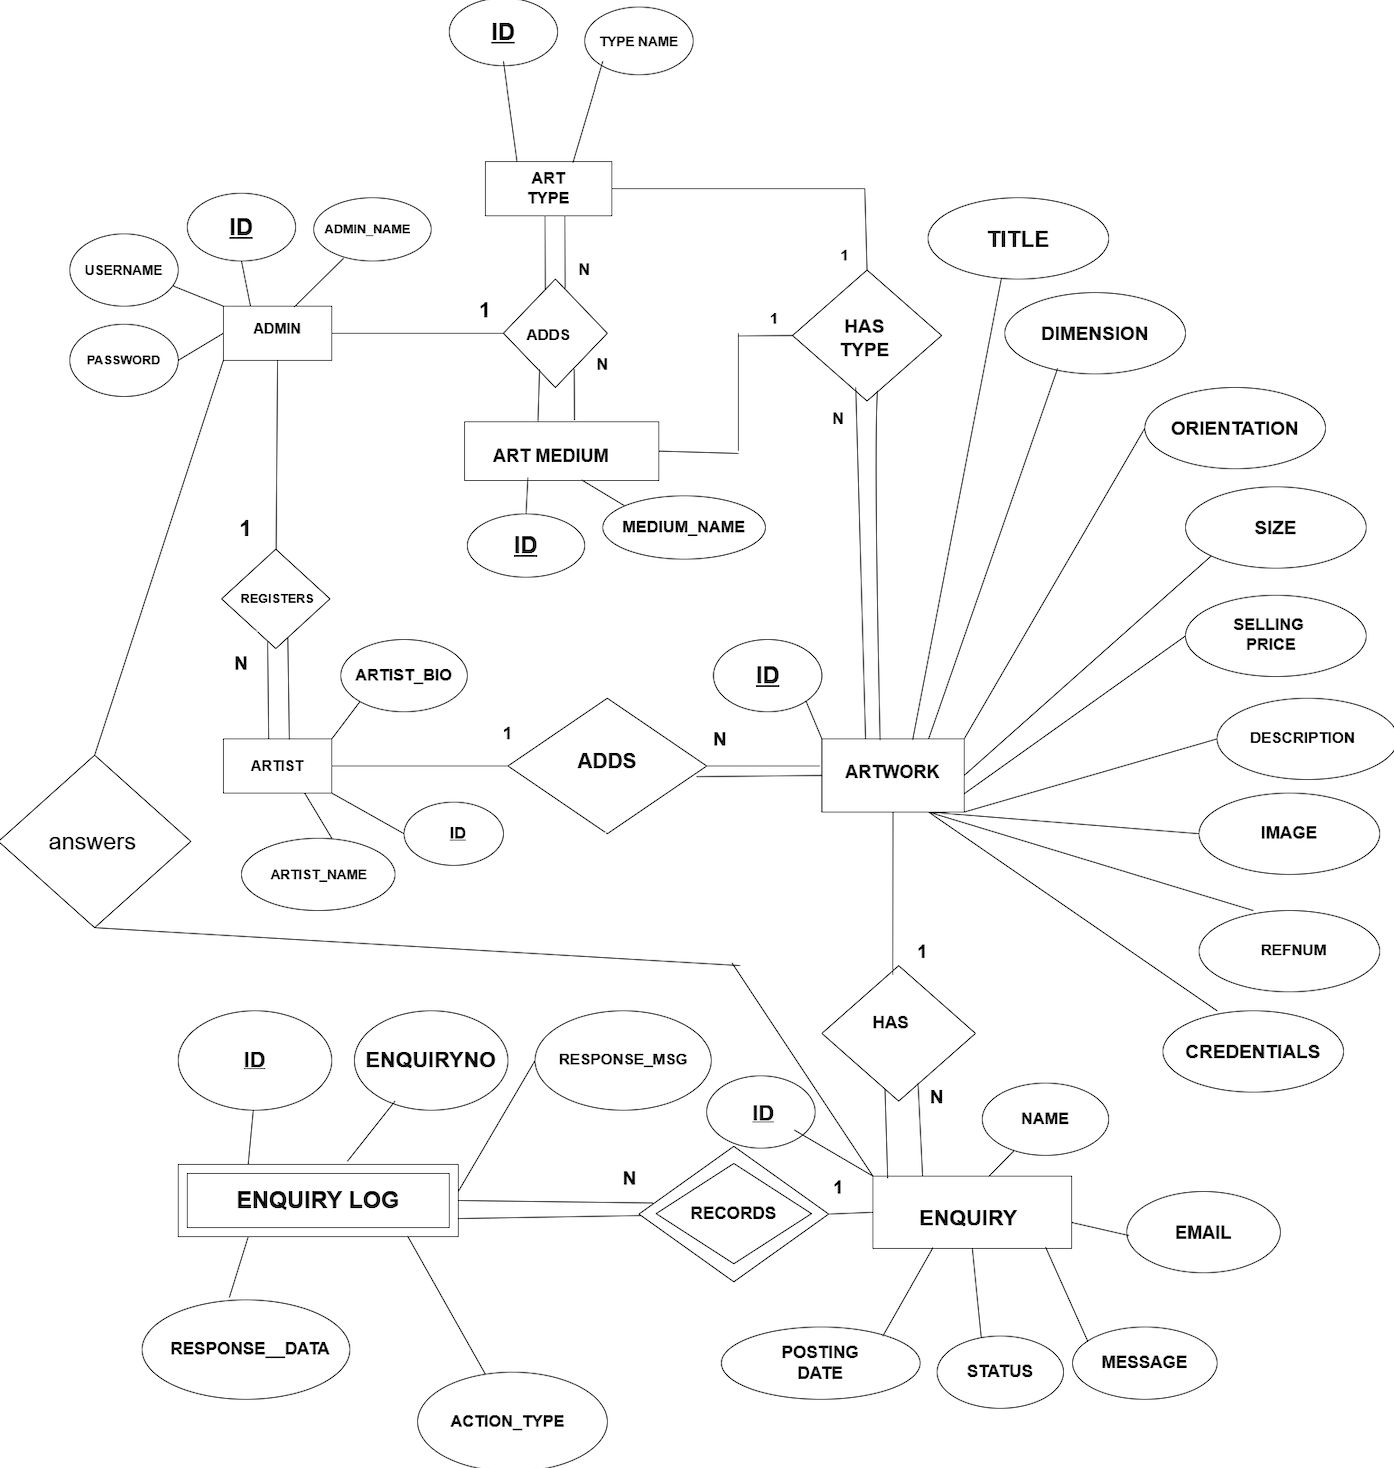 ID
TYPE NAME
ART
TYPE
ID
ADMIN_NAME
USERNAME
ADMIN
PASSWORD
1
N
ADDS
N
1
1
HAS
TYPE
N
TITLE
DIMENSION
ORIENTATION
ART MEDIUM
ID
MEDIUM_NAME
SIZE
1
REGISTERS
N
SELLING
PRICE
ARTIST_BIO
ID
ARTIST
1
ADDS
N
ARTWORK
DESCRIPTION
ID
ARTIST_NAME
answers
IMAGE
REFNUM
1
HAS
N
CREDENTIALS
ID
ENQUIRYNO
RESPONSE_MSG
ID
NAME
ENQUIRY LOG
N
RECORDS
1
ENQUIRY
EMAIL
RESPONSE__DATA
ACTION_TYPE
POSTING
DATE
STATUS
MESSAGE